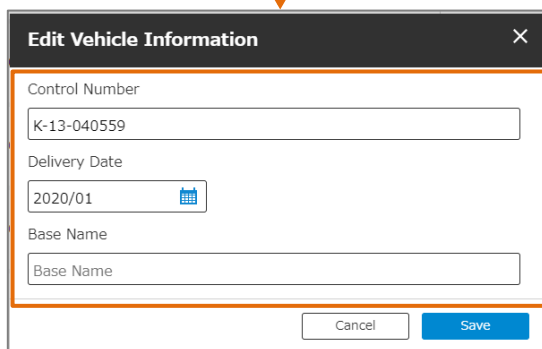 Edit Vehicle Information
Control Number
K-13-040559
Delivery Date
2020/01
Base Name
Base Name
Cancel Save